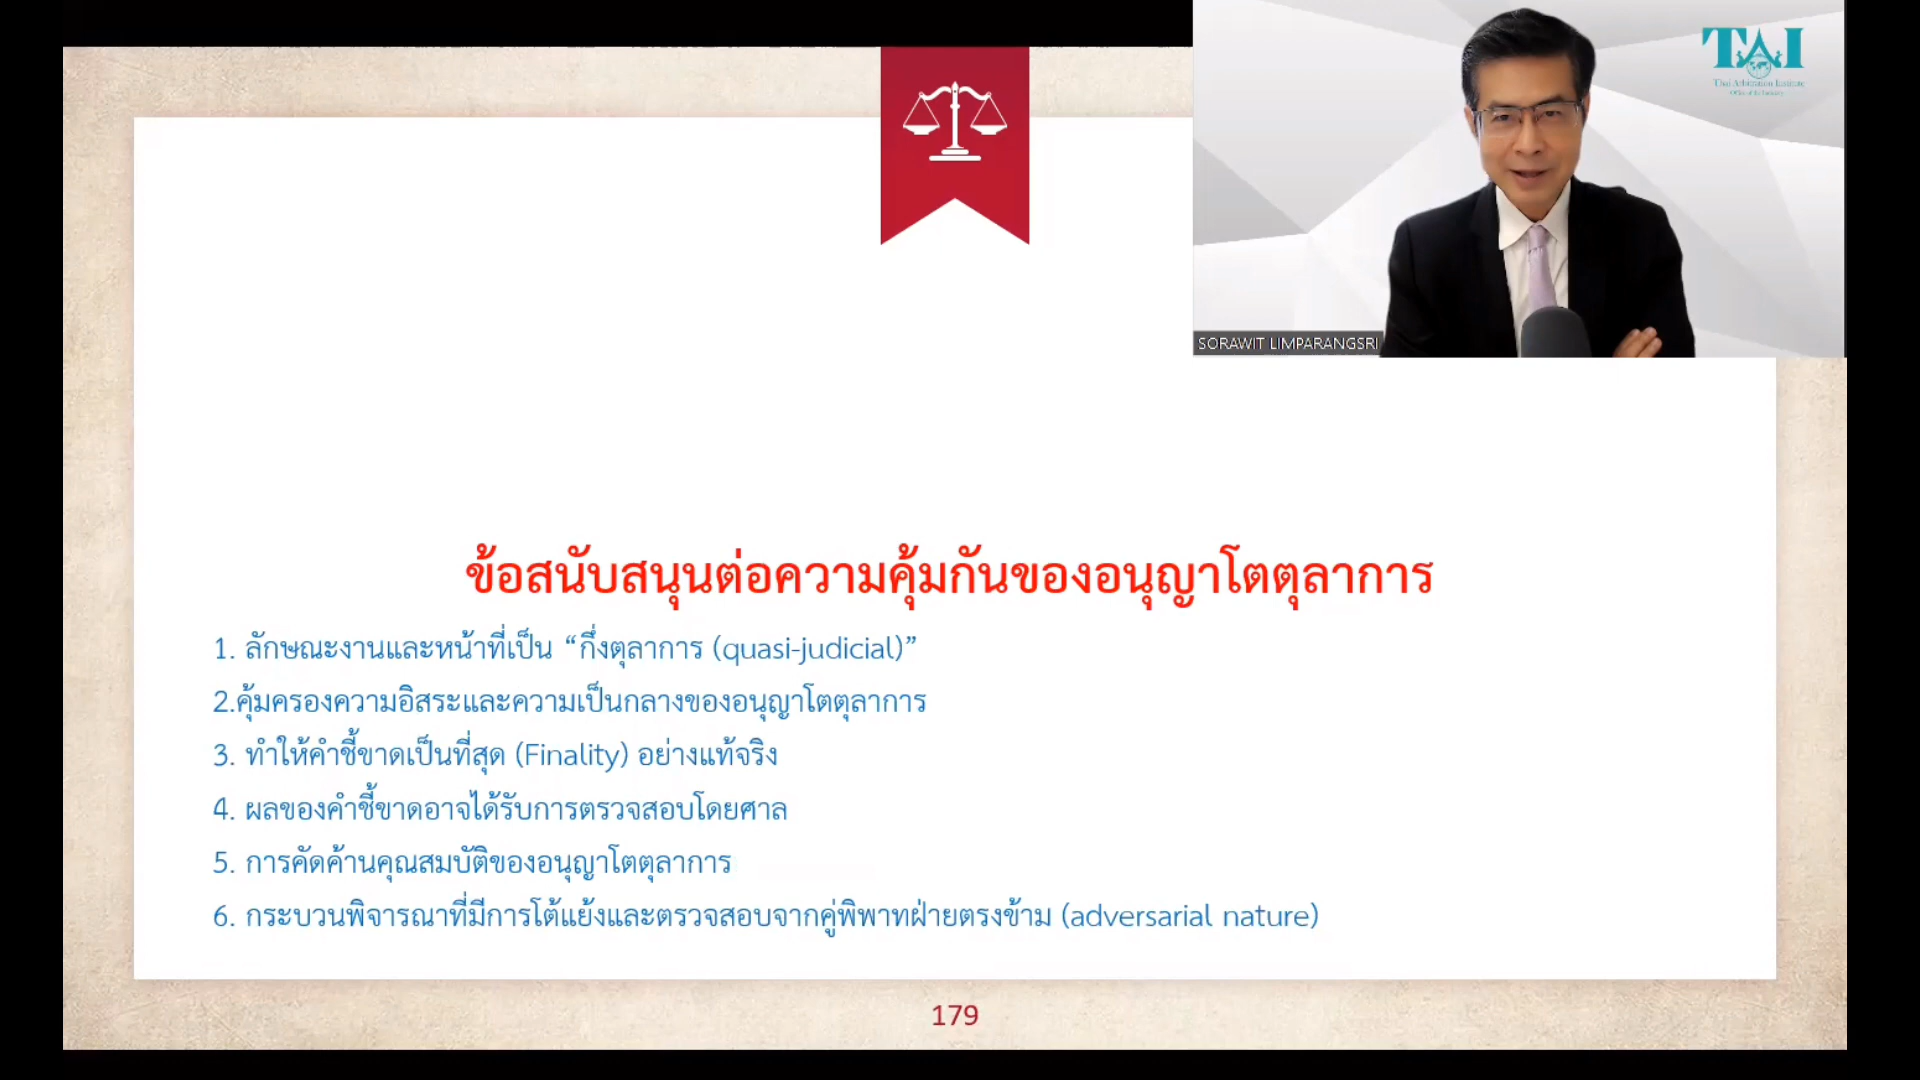 TAI
Thai Arbitration Institute
SORAWIT LIMPARANGSRI
ข้อสนับสนุนต่อความคุ้มกันของอนุญาโตตุลาการ
1. ลักษณะงานและหน้าที่เป็น “กึ่งตุลาการ (quasi-judicial)”
2.คุ้มครองความอิสระและความเป็นกลางของอนุญาโตตุลาการ
3. ทำให้คำชี้ขาดเป็นที่สุด (Finality) อย่างแท้จริง
4. ผลของคำชี้ขาดอาจได้รับการตรวจสอบโดยศาล
5. การคัดค้านคุณสมบัติของอนุญาโตตุลาการ
6. กระบวนพิจารณาที่มีการโต้แย้งและตรวจสอบจากคู่พิพาทฝ่ายตรงข้าม (adversarial nature)
179